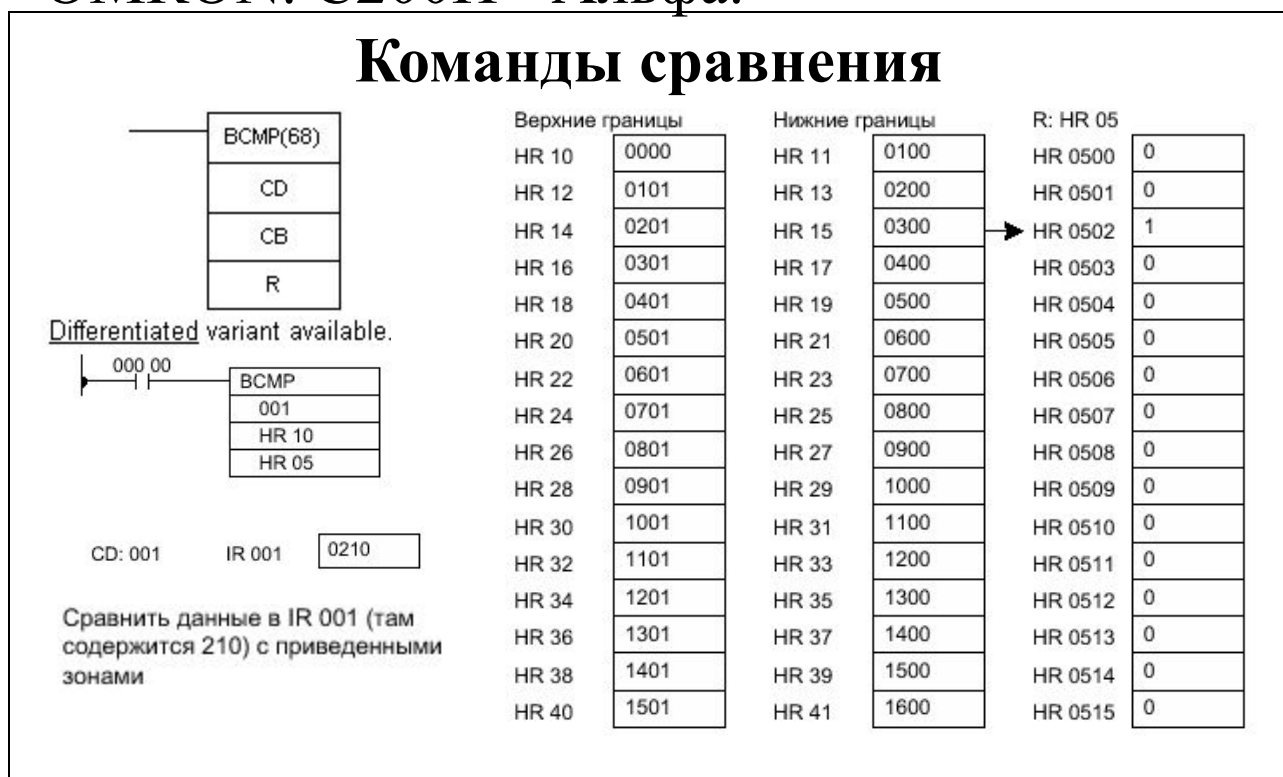 OMRON. C200H - Альфа.
Команды сравнения
BCMP(68)
CD
CB
R
Differentiated variant available.
000 00
BCMP
001
HR 10
HR 05
CD: 001 IR 001 0210
Сравнить данные в IR 001 (там
содержится 210) с приведенными
зонами
Верхние границы Нижние границы R: HR 05
HR 10 0000 HR 11 0100 HR 0500 0
HR 12 0101 HR 13 0200 HR 0501 0
HR 14 0201 HR 15 0300 HR 0502 1
HR 16 0301 HR 17 0400 HR 0503 0
HR 18 0401 HR 19 0500 HR 0504 0
HR 20 0501 HR 21 0600 HR 0505 0
HR 22 0601 HR 23 0700 HR 0506 0
HR 24 0701 HR 25 0800 HR 0507 0
HR 26 0801 HR 27 0900 HR 0508 0
HR 28 0901 HR 29 1000 HR 0509 0
HR 30 1001 HR 31 1100 HR 0510 0
HR 32 1101 HR 33 1200 HR 0511 0
HR 34 1201 HR 35 1300 HR 0512 0
HR 36 1301 HR 37 1400 HR 0513 0
HR 38 1401 HR 39 1500 HR 0514 0
HR 40 1501 HR 41 1600 HR 0515 0